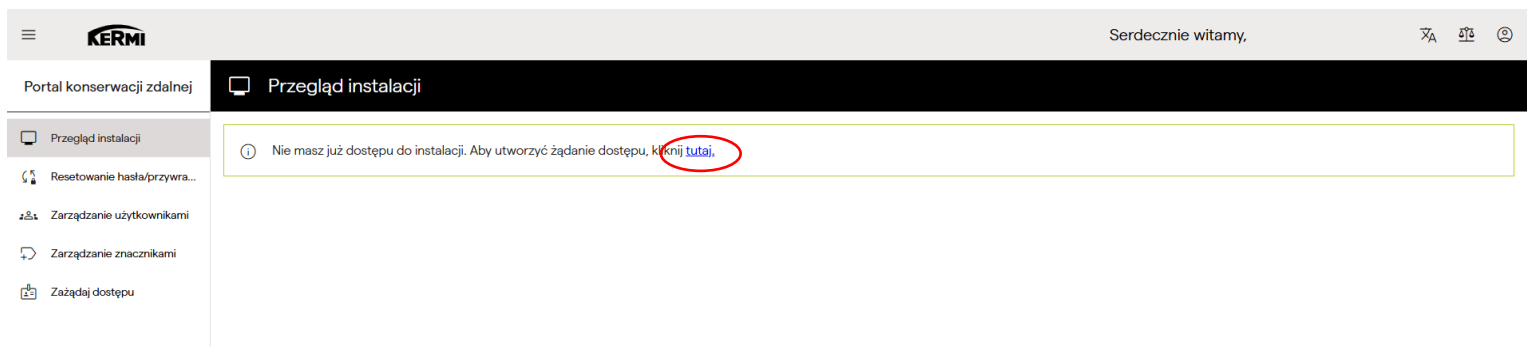 KERMI
Serdecznie witamy,
Portal konserwacji zdalnej
Przegląd instalacji
Przegląd instalacji
Resetowanie hasła/przywra...
Zarządzanie użytkownikami
Zarządzanie znacznikami
Zażądaj dostępu
Nie masz już dostępu do instalacji. Aby utworzyć żądanie dostępu, kliknij tutaj.